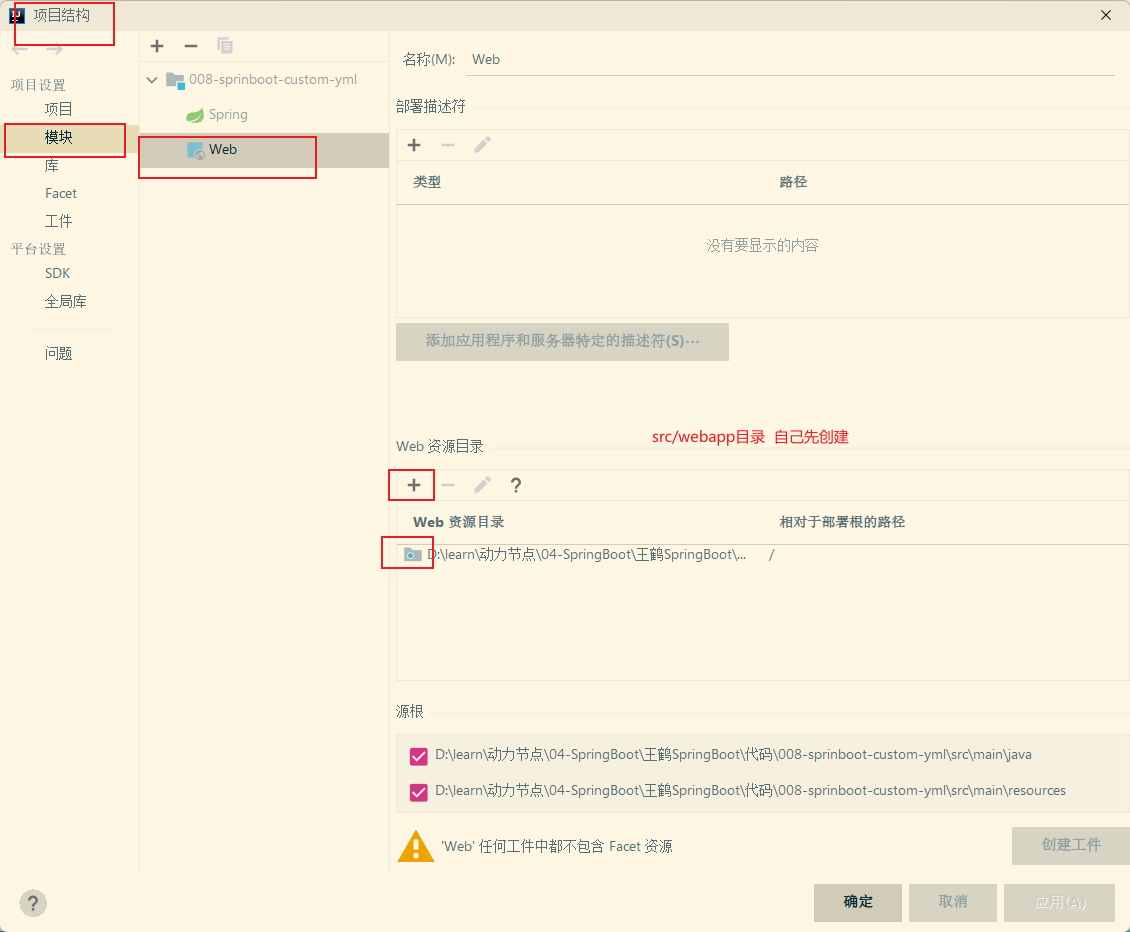 项目结构
项目设置
项目
模块
库
Facet
工件
平台设置
SDK
全局库
问题
008-sprinboot-custom-yml
Spring
Web
名称(M): Web
部署描述符
类型 路径
没有要显示的内容
添加应用程序和服务器特定的描述符(S)…
src/webapp目录 自己先创建
Web 资源目录
?
Web 资源目录 相对于部署根的路径
D:\learn\动力节点\04-SpringBoot\王鹤SpringBoot\... /
源根
D:\learn\动力节点\04-SpringBoot\王鹤SpringBoot\代码\008-sprinboot-custom-yml\src\main\java
D:\learn\动力节点\04-SpringBoot\王鹤SpringBoot\代码\008-sprinboot-custom-yml\src\main\resources
'Web' 任何工件中都不包含 Facet 资源 创建工件
? 确定 取消 应用(A)